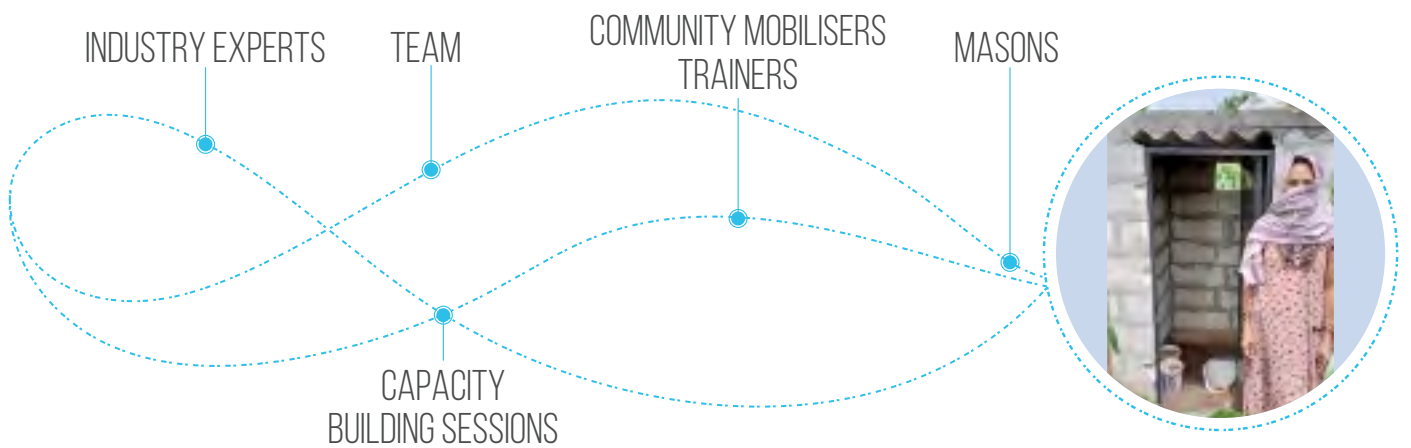 INDUSTRY EXPERTS
TEAM
COMMUNITY MOBILISERS
TRAINERS
MASONS
CAPACITY
BUILDING SESSIONS